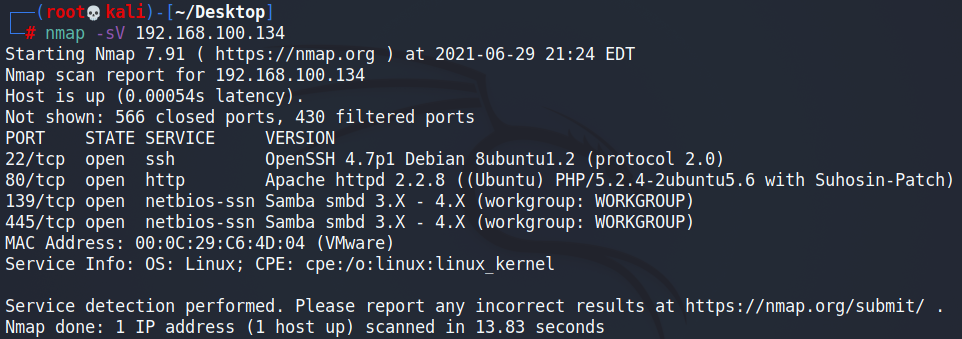 ┌──(root💀kali)-[~/Desktop]
└─# nmap -sV 192.168.100.134
Starting Nmap 7.91 ( https://nmap.org ) at 2021-06-29 21:24 EDT
Nmap scan report for 192.168.100.134
Host is up (0.00054s latency).
Not shown: 566 closed ports, 430 filtered ports
PORT    STATE SERVICE     VERSION
22/tcp  open  ssh         OpenSSH 4.7p1 Debian 8ubuntu1.2 (protocol 2.0)
80/tcp  open  http        Apache httpd 2.2.8 ((Ubuntu) PHP/5.2.4-2ubuntu5.6 with Suhosin-Patch)
139/tcp open  netbios-ssn Samba smbd 3.X - 4.X (workgroup: WORKGROUP)
445/tcp open  netbios-ssn Samba smbd 3.X - 4.X (workgroup: WORKGROUP)
MAC Address: 00:0C:29:C6:4D:04 (VMware)
Service Info: OS: Linux; CPE: cpe:/o:linux:linux_kernel

Service detection performed. Please report any incorrect results at https://nmap.org/submit/ .
Nmap done: 1 IP address (1 host up) scanned in 13.83 seconds